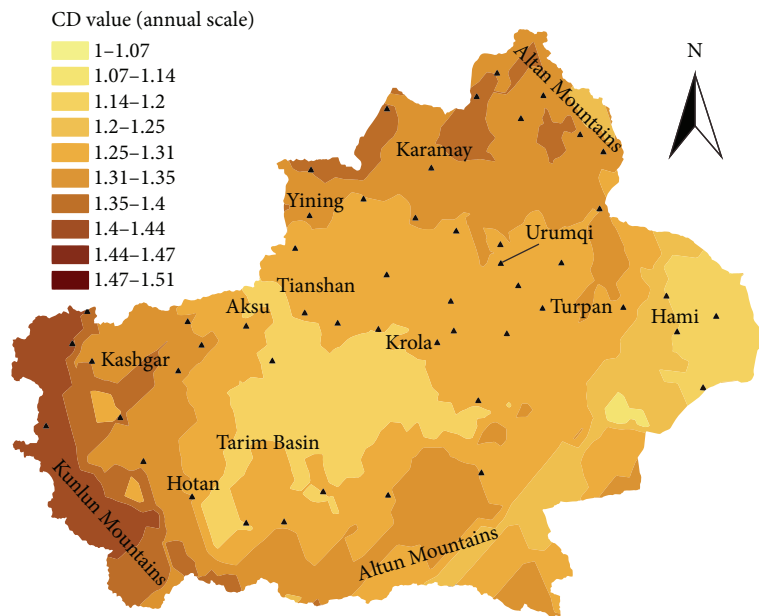 CD value (annual scale)
1–1.07
1.07–1.14
1.14–1.2
1.2–1.25
1.25–1.31
1.31–1.35
1.35–1.4
1.4–1.44
1.44–1.47
1.47–1.51
N
Altan Mountains
Karamay
Yining
Urumqi
Tianshan
Aksu
Turpan
Hami
Krola
Kashgar
Tarim Basin
Hotan
Kunlun Mountains
Altun Mountains